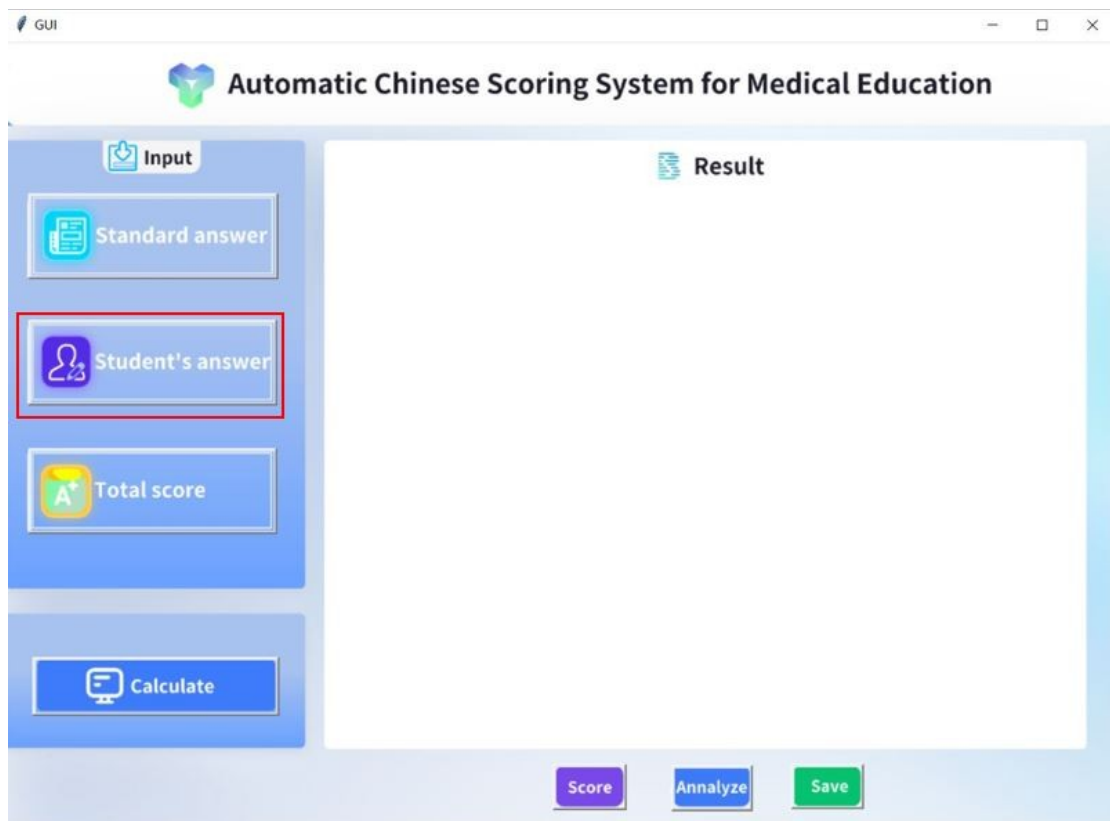 GUI
Automatic Chinese Scoring System for Medical Education
Input
Result
Standard answer
Student's answer
A+
Total score
Calculate
Score
Annalyze
Save